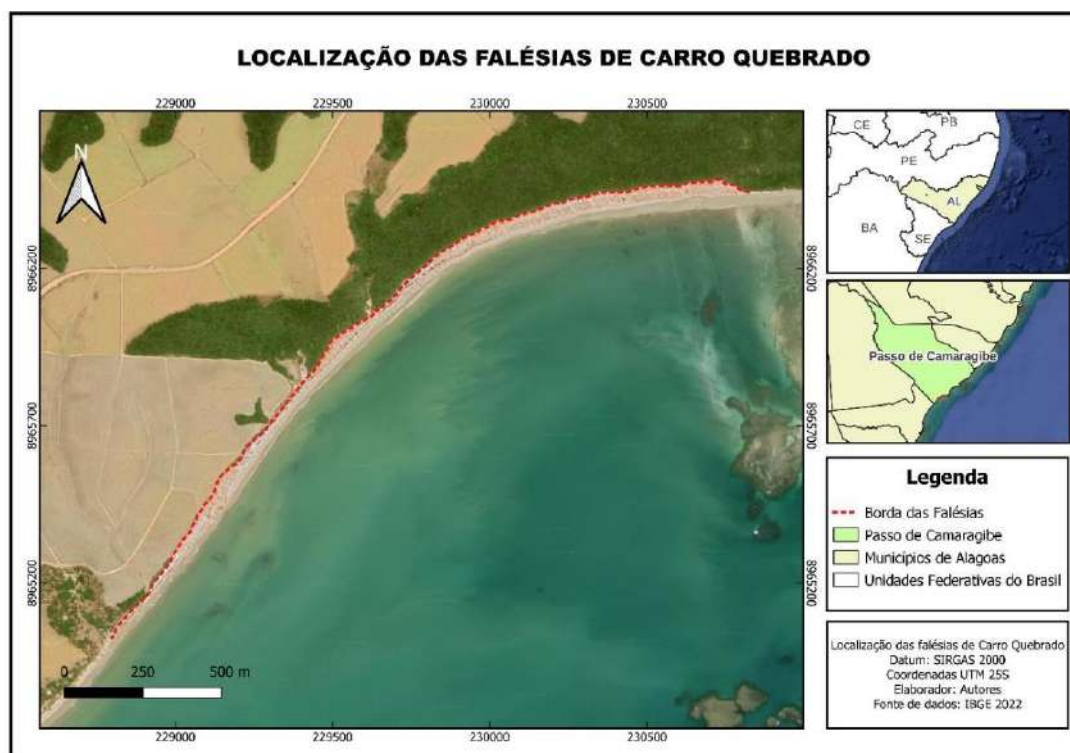 LOCALIZAÇÃO DAS FALÉSIAS DE CARRO QUEBRADO
229000
229500
230000
230500
N
8966200
8965700
8965200
8966200
8965700
8965200
0
250
500 m
229000
229500
230000
230500
CE
PB
PE
AL
BA
SE
Passo de Camaragibe
Legenda
Borda das Falésias
Passo de Camaragibe
Municípios de Alagoas
Unidades Federativas do Brasil
Localização das falésias de Carro Quebrado
Datum: SIRGAS 2000
Coordenadas UTM 25S
Elaborador: Autores
Fonte de dados: IBGE 2022